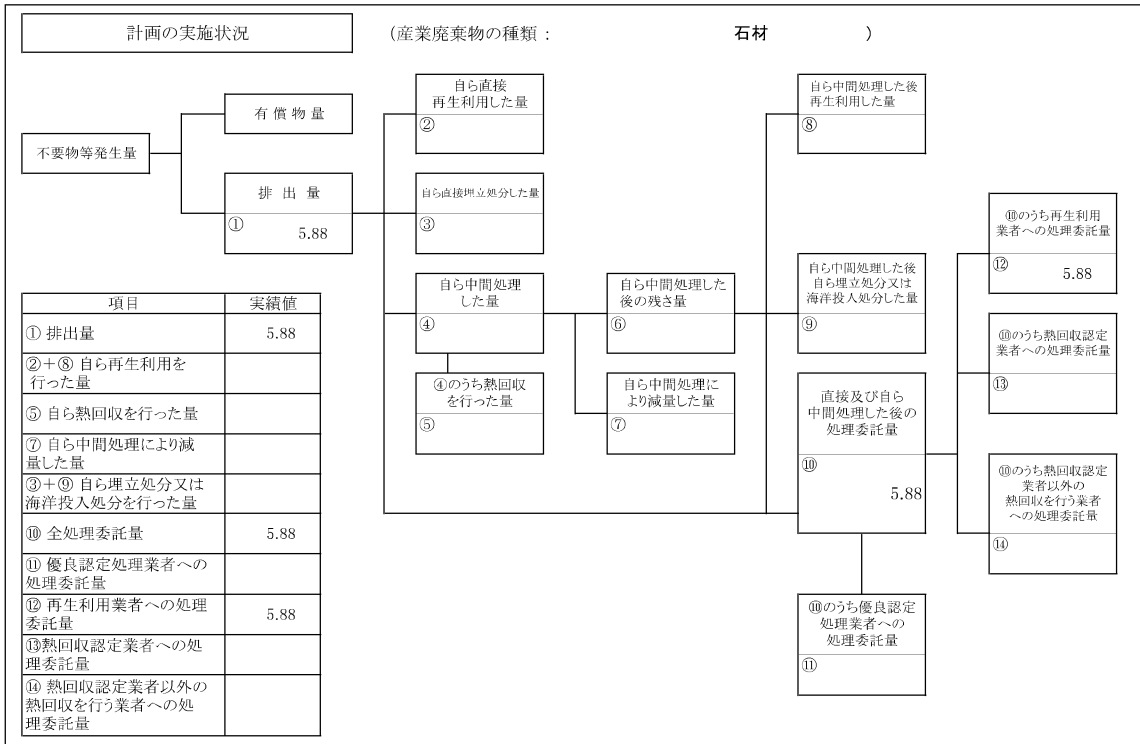 計画の実施状況
(産業廃棄物の種類： 石材 )
不要物等発生量
有償物量
排出量
① 5.88
自ら直接
再生利用した量
②
自ら直接埋立処分した量
③
自ら中間処理
した量
④
④のうち熱回収
を行った量
⑤
自ら中間処理した
後の残さ量
⑥
自ら中間処理に
より減量した量
⑦
自ら中間処理した後
再生利用した量
⑧
自ら中間処理した後
自ら埋立処分又は
海洋投入処分した量
⑨
直接及び自ら
中間処理した後の
処理委託量
⑩
5.88
⑩のうち優良認定
処理業者への
処理委託量
⑪
⑩のうち再生利用
業者への処理委託量
⑫ 5.88
⑩のうち熱回収認定
業者への処理委託量
⑬
⑩のうち熱回収認定
業者以外の
熱回収を行う業者
への処理委託量
⑭
項目 実績値
① 排出量 5.88
②＋⑧ 自ら再生利用を
行った量
⑤ 自ら熱回収を行った量
⑦ 自ら中間処理により減
量した量
③＋⑨ 自ら埋立処分又は
海洋投入処分を行った量
⑩ 全処理委託量 5.88
⑪ 優良認定処理業者への
処理委託量
⑫ 再生利用業者への処理
委託量 5.88
⑬熱回収認定業者への処
理委託量
⑭ 熱回収認定業者以外の
熱回収を行う業者への処
理委託量